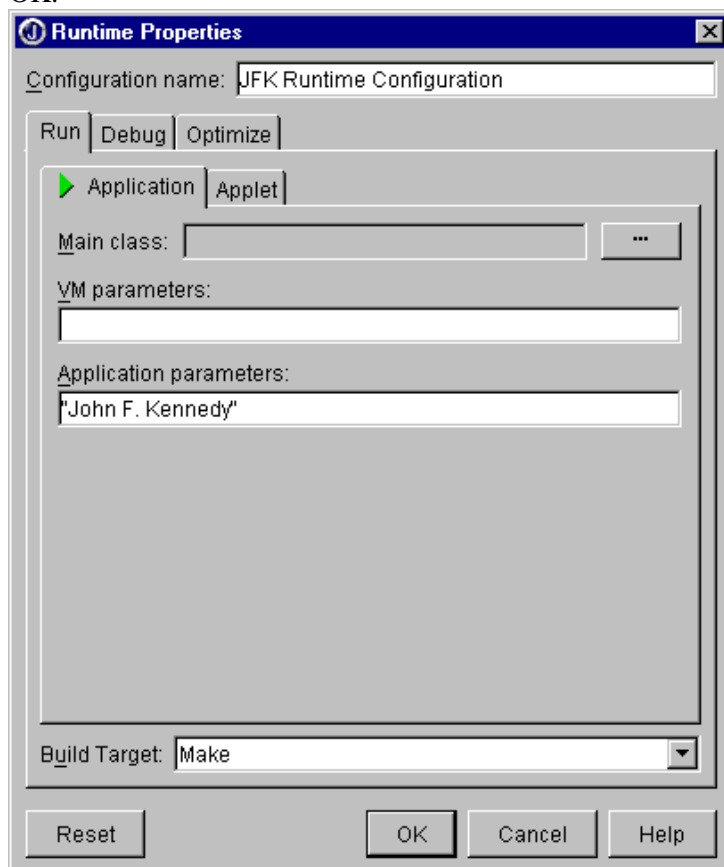 OK.
Runtime Properties
Configuration name: JFK Runtime Configuration
Run Debug Optimize
Application Applet
Main class: ...
VM parameters:
Application parameters:
"John F. Kennedy"
Build Target: Make
Reset OK Cancel Help